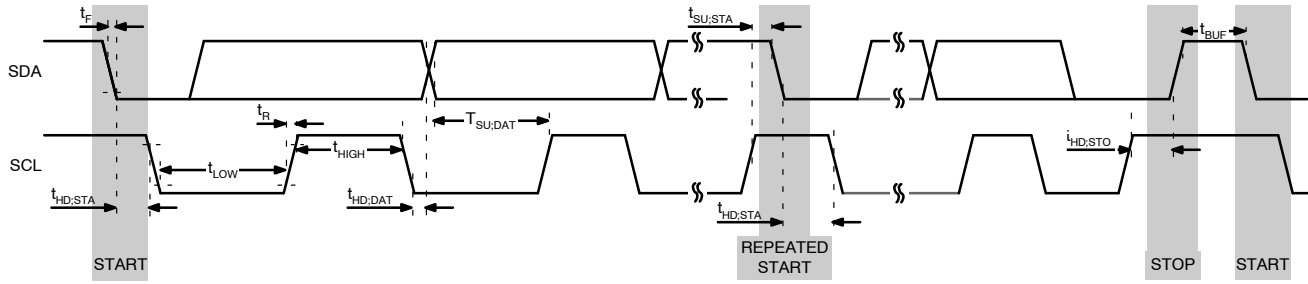 tF
tSU;STA
tBUF
SDA
tR
TSU;DAT
tHIGH
SCL
iHD;STO
tLOW
tHD;STA
tHD;DAT
tHD;STA
START
REPEATED
START
STOP
START